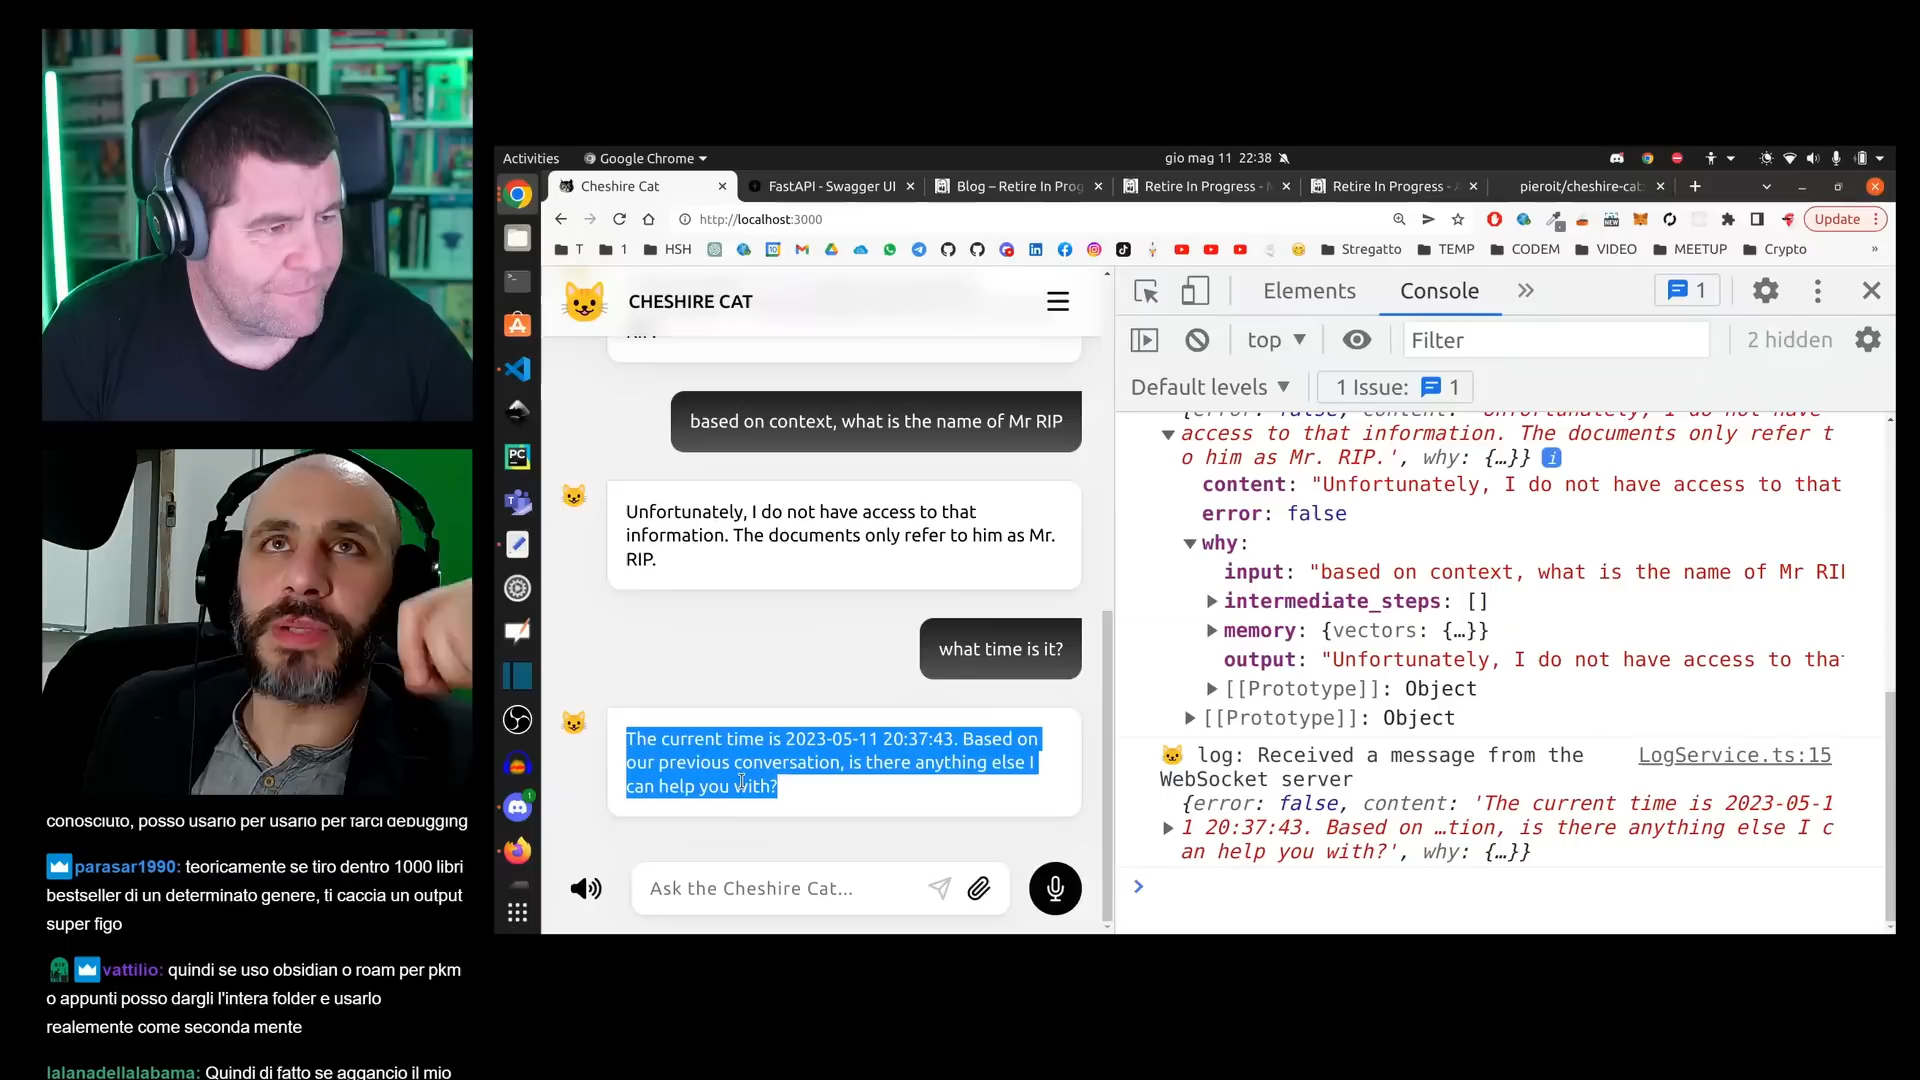 Activities
Google Chrome
gio mag 11 22:38
Cheshire Cat
FastAPI - Swagger UI
Blog – Retire In Prog
Retire In Progress -
Retire In Progress -
pieroit/cheshire-cat
http://localhost:3000
Update
T
1
HSH
Stregatto
TEMP
CODEM
VIDEO
MEETUP
Crypto
»
CHESHIRE CAT
based on context, what is the name of Mr RIP
Unfortunately, I do not have access to that
information. The documents only refer to him as Mr.
RIP.
what time is it?
The current time is 2023-05-11 20:37:43. Based on
our previous conversation, is there anything else I
can help you with?
Ask the Cheshire Cat...
Elements
Console
»
1
top
Filter
2 hidden
Default levels
1 Issue:
1
{error: false, content: 'Unfortunately, I do not have
access to that information. The documents only refer t
o him as Mr. RIP.', why: {…}}
content: "Unfortunately, I do not have access to that
error: false
why:
input: "based on context, what is the name of Mr RI
intermediate_steps: []
memory: {vectors: {…}}
output: "Unfortunately, I do not have access to tha
[[Prototype]]: Object
[[Prototype]]: Object
log: Received a message from the
WebSocket server
LogService.ts:15
{error: false, content: 'The current time is 2023-05-1
1 20:37:43. Based on …tion, is there anything else I c
an help you with?', why: {…}}
conosciuto, posso usarlo per usarlo per farci debugging
parasar1990: teoricamente se tiro dentro 1000 libri
bestseller di un determinato genere, ti caccia un output
super figo
vattilio: quindi se uso obsidian o roam per pkm
o appunti posso dargli l'intera folder e usarlo
realemente come seconda mente
lalanadellalabama: Quindi di fatto se aggancio il mio